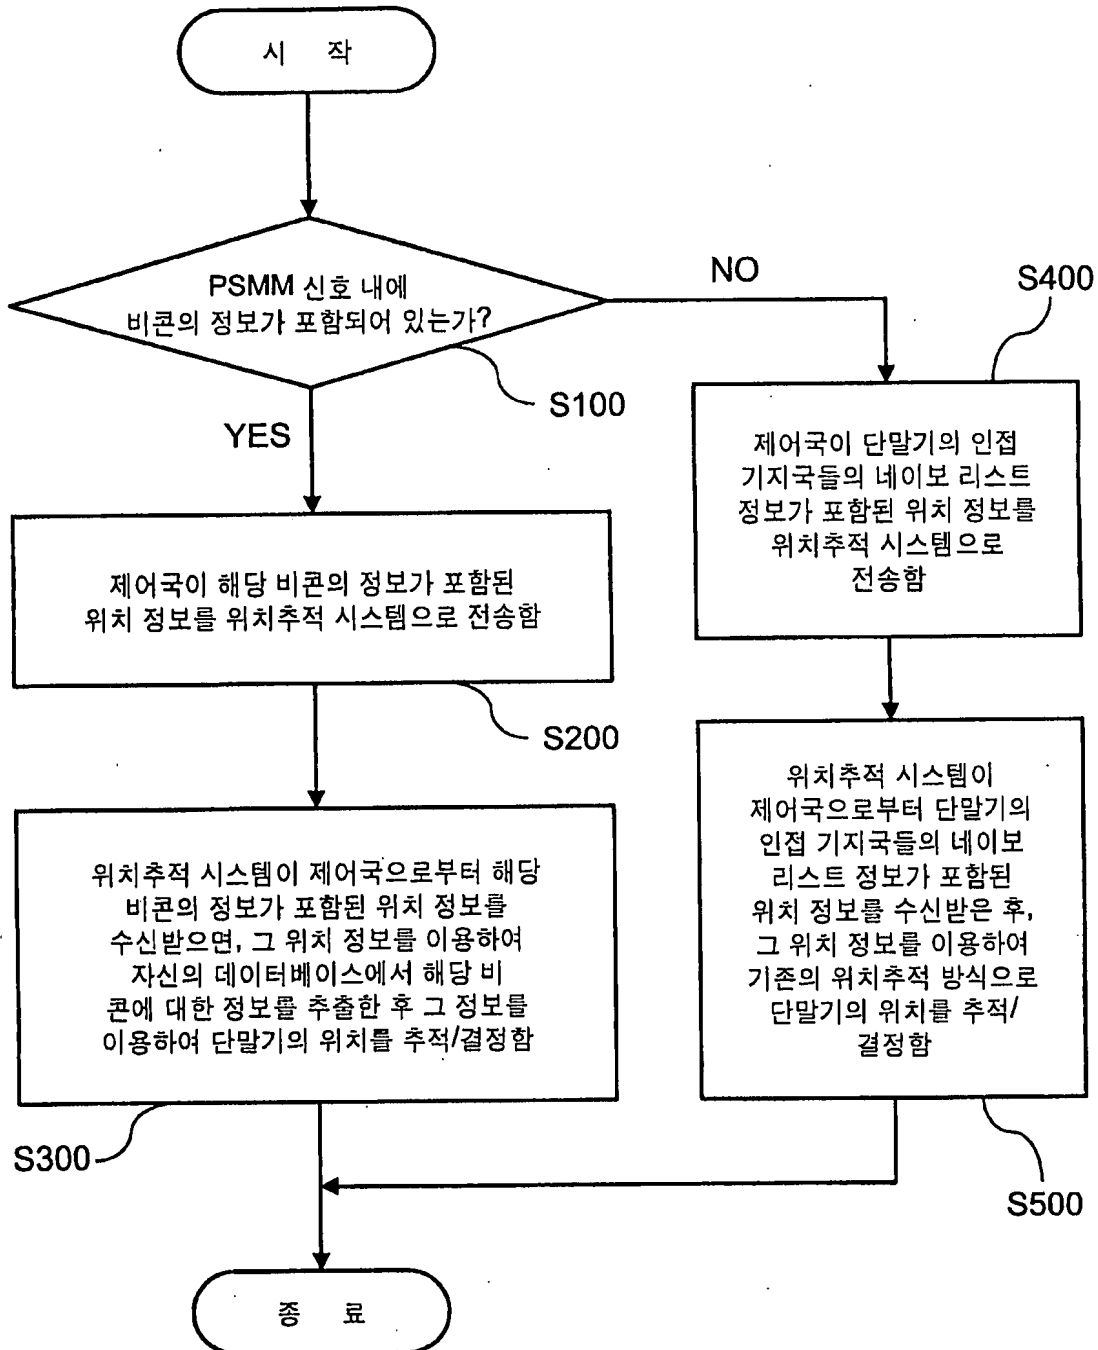 시 작
PSMM 신호 내에
비콘의 정보가 포함되어 있는가?
S100
YES
NO
제어국이 해당 비콘의 정보가 포함된
위치 정보를 위치추적 시스템으로 전송함
S200
위치추적 시스템이 제어국으로부터 해당
비콘의 정보가 포함된 위치 정보를
수신받으면, 그 위치 정보를 이용하여
자신의 데이터베이스에서 해당 비
콘에 대한 정보를 추출한 후 그 정보를
이용하여 단말기의 위치를 추적/결정함
S300
S400
제어국이 단말기의 인접
기지국들의 네이보 리스트
정보가 포함된 위치 정보를
위치추적 시스템으로
전송함
위치추적 시스템이
제어국으로부터 단말기의
인접 기지국들의 네이보
리스트 정보가 포함된
위치 정보를 수신받은 후,
그 위치 정보를 이용하여
기존의 위치추적 방식으로
단말기의 위치를 추적/
결정함
S500
종 료